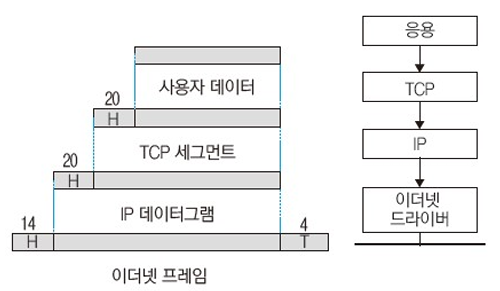 응용
사용자 데이터
TCP
20
H
TCP 세그먼트
IP
20
H
IP 데이터그램
이더넷
드라이버
14
H
4
T
이더넷 프레임